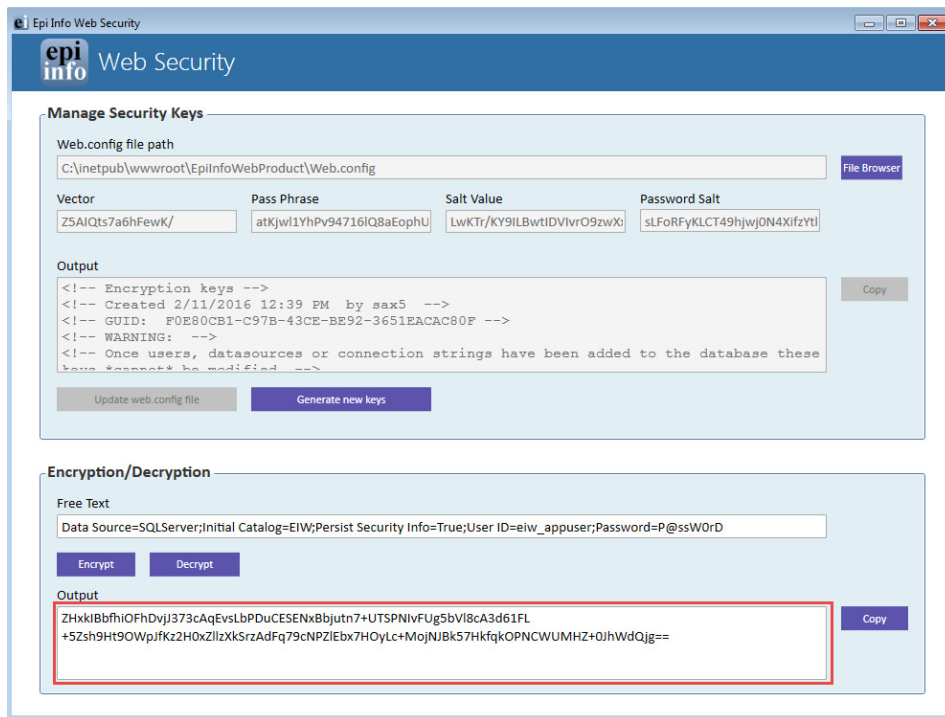 Epi Info Web Security
epi info Web Security
Manage Security Keys
Web.config file path
C:\inetpub\wwwroot\EpiInfoWebProduct\Web.config
File Browser
Vector Pass Phrase Salt Value Password Salt
Z5AIQts7a6hFewK/ atKjwl1YhPv94716lQ8aEophU LwKTr/KY9ILBwtIDVIvrO9zwX sLFoRFyKLCT49hjwj0N4XifzYtl
Output
<!-- Encryption keys -->
<!-- Created 2/11/2016 12:39 PM  by sax5  -->
<!-- GUID:  F0E80CB1-C97B-43CE-BE92-3651EACAC80F -->
<!-- WARNING:  -->
<!-- Once users, datasources or connection strings have been added to the database these
keys *cannot* be modified  -->
Copy
Update web.config file Generate new keys
Encryption/Decryption
Free Text
Data Source=SQLServer;Initial Catalog=EIW;Persist Security Info=True;User ID=eiw_appuser;Password=P@ssW0rD
Encrypt Decrypt
Output
ZHxkIBbfhiOFhDvjJ373cAqEvsLbPDuCESENxBbjutn7+UTSPNIvFUg5bVl8cA3d61FL
+5Zsh9Ht9OWpJfKz2H0xZllzXkSrzAdFq79cNPZlEbx7HOyLc+MojNJBk57HkfqkOPNCWUMHZ+0JhWdQjg==
Copy